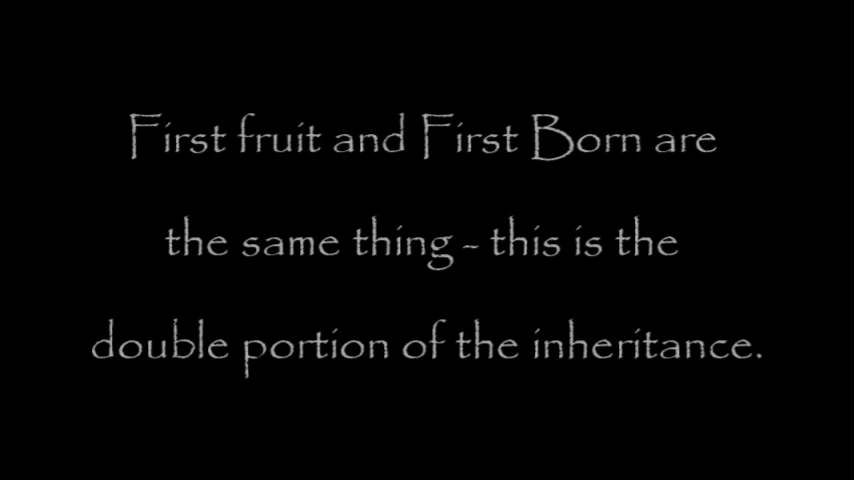 First fruit and First Born are
the same thing - this is the
double portion of the inheritance.